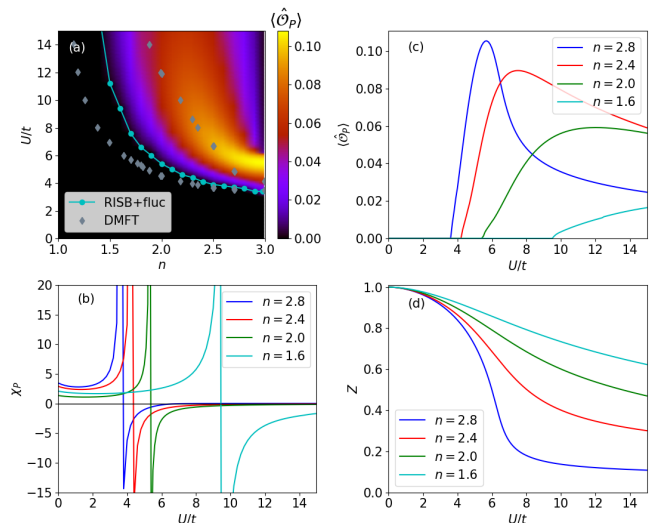 ⟨Ô_P⟩
(a)
14
12
10
8
6
4
2
0
U/t
1.0
1.5
2.0
2.5
3.0
n
RISB+fluc
DMFT
0.10
0.08
0.06
0.04
0.02
0.00
(c)
n = 2.8
n = 2.4
n = 2.0
n = 1.6
0.10
0.08
0.06
0.04
0.02
0.00
⟨Ô_P⟩
0 2 4 6 8 10 12 14
U/t
(b)
n = 2.8
n = 2.4
n = 2.0
n = 1.6
20
15
10
5
0
−5
−10
−15
χ_P
0 2 4 6 8 10 12 14
U/t
(d)
n = 2.8
n = 2.4
n = 2.0
n = 1.6
1.0
0.8
0.6
0.4
0.2
0.0
Z
0 2 4 6 8 10 12 14
U/t